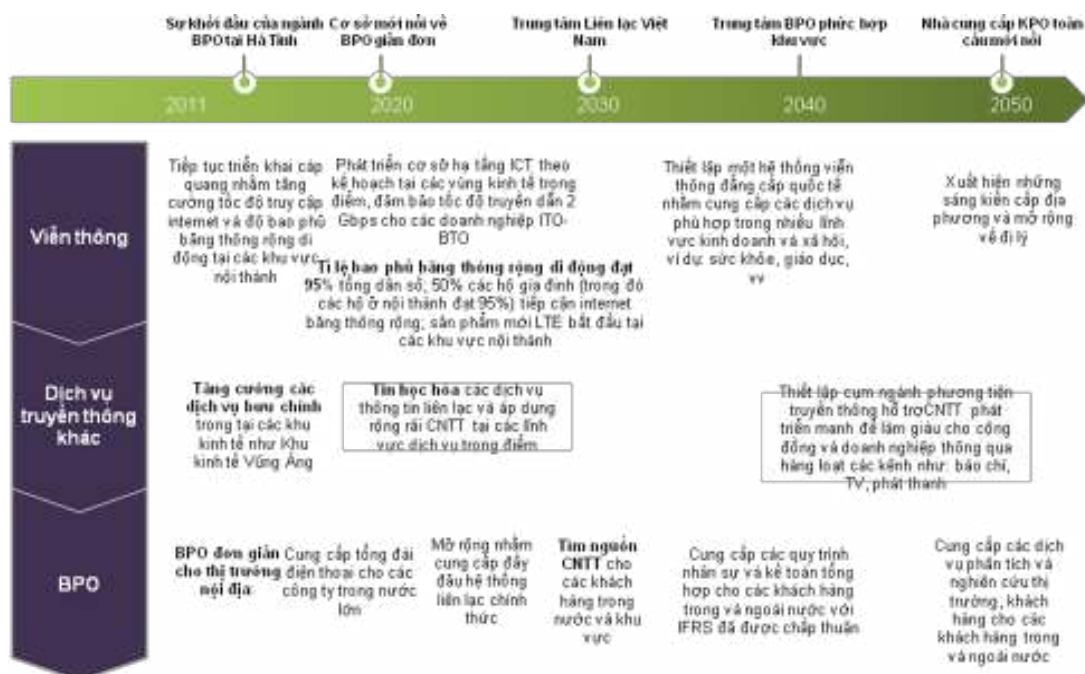 Sự khởi đầu của ngành
BPO tại Hà Tĩnh
Cơ sở mới nổi về
BPO giản đơn
Trung tâm Liên lạc Việt
Nam
Trung tâm BPO phức hợp
khu vực
Nhà cung cấp KPO toàn
cầu mới nổi
2011
2020
2030
2040
2050
Viễn thông
Tiếp tục triển khai cáp
quang nhằm tăng
cường tốc độ truy cập
internet và độ bao phủ
băng thông rộng di
động tại các khu vực
nội thành
Phát triển cơ sở hạ tầng ICT theo
kế hoạch tại các vùng kinh tế trọng
điểm, đảm bảo tốc độ truyền dẫn 2
Gbps cho các doanh nghiệp ITO-
BTO
Tỉ lệ bao phủ băng thông rộng di động đạt
95% tổng dân số; 50% các hộ gia đình (trong đó
các hộ ở nội thành đạt 95%) tiếp cận internet
băng thông rộng; sản phẩm mới LTE bắt đầu tại
các khu vực nội thành
Thiết lập một hệ thống viễn
thông đẳng cấp quốc tế
nhằm cung cấp các dịch vụ
phù hợp trong nhiều lĩnh
vực kinh doanh và xã hội,
ví dụ: sức khỏe, giáo dục,
vv
Xuất hiện những
sáng kiến cấp địa
phương và mở rộng
về đị lý
Dịch vụ
truyền thông
khác
Tăng cường các
dịch vụ bưu chính
trong tại các khu
kinh tế như Khu
kinh tế Vũng Áng
Tin học hóa các dịch vụ
thông tin liên lạc và áp dụng
rộng rãi CNTT tại các lĩnh
vực dịch vụ trong điểm
Thiết lập cụm ngành phương tiện
truyền thông hỗ trợCNTT phát
triển mạnh để làm giàu cho cộng
đồng và doanh nghiệp thông qua
hàng loạt các kênh như: báo chí,
TV, phát thanh
BPO
BPO đơn giản
cho thị trường
nội địa
Cung cấp tổng đài
điện thoại cho các
công ty trong nước
lớn
Mở rộng nhằm
cung cấp đầy
đầu hệ thống
liên lạc chính
thức
Tìm nguồn
CNTT cho
các khách
hàng trong
nước và khu
vực
Cung cấp các quy trình
nhân sự và kế toán tổng
hợp cho các khách hàng
trong và ngoài nước với
IFRS đã được chấp thuận
Cung cấp các dịch
vụ phân tích và
nghiên cứu thị
trường, khách
hàng cho các
khách hàng trong
và ngoài nước